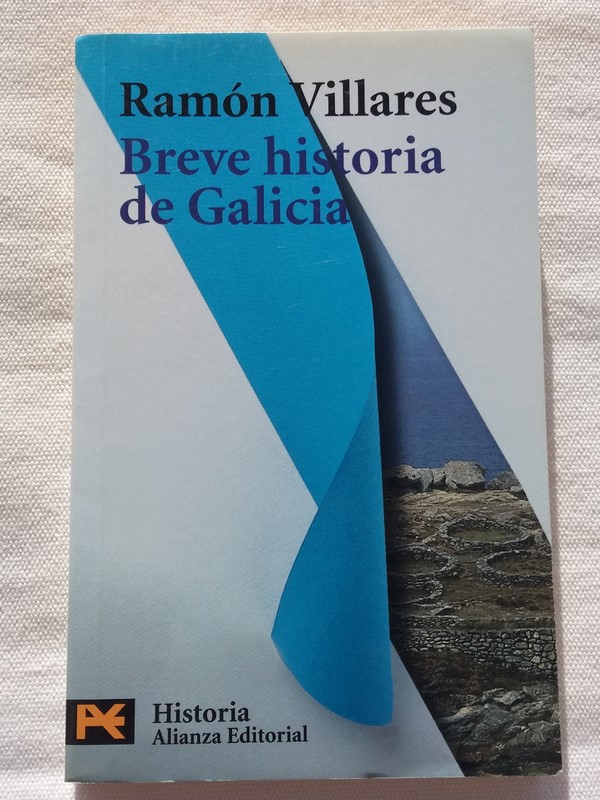 Ramón Villares
Breve historia
de Galicia
Historia
Alianza Editorial